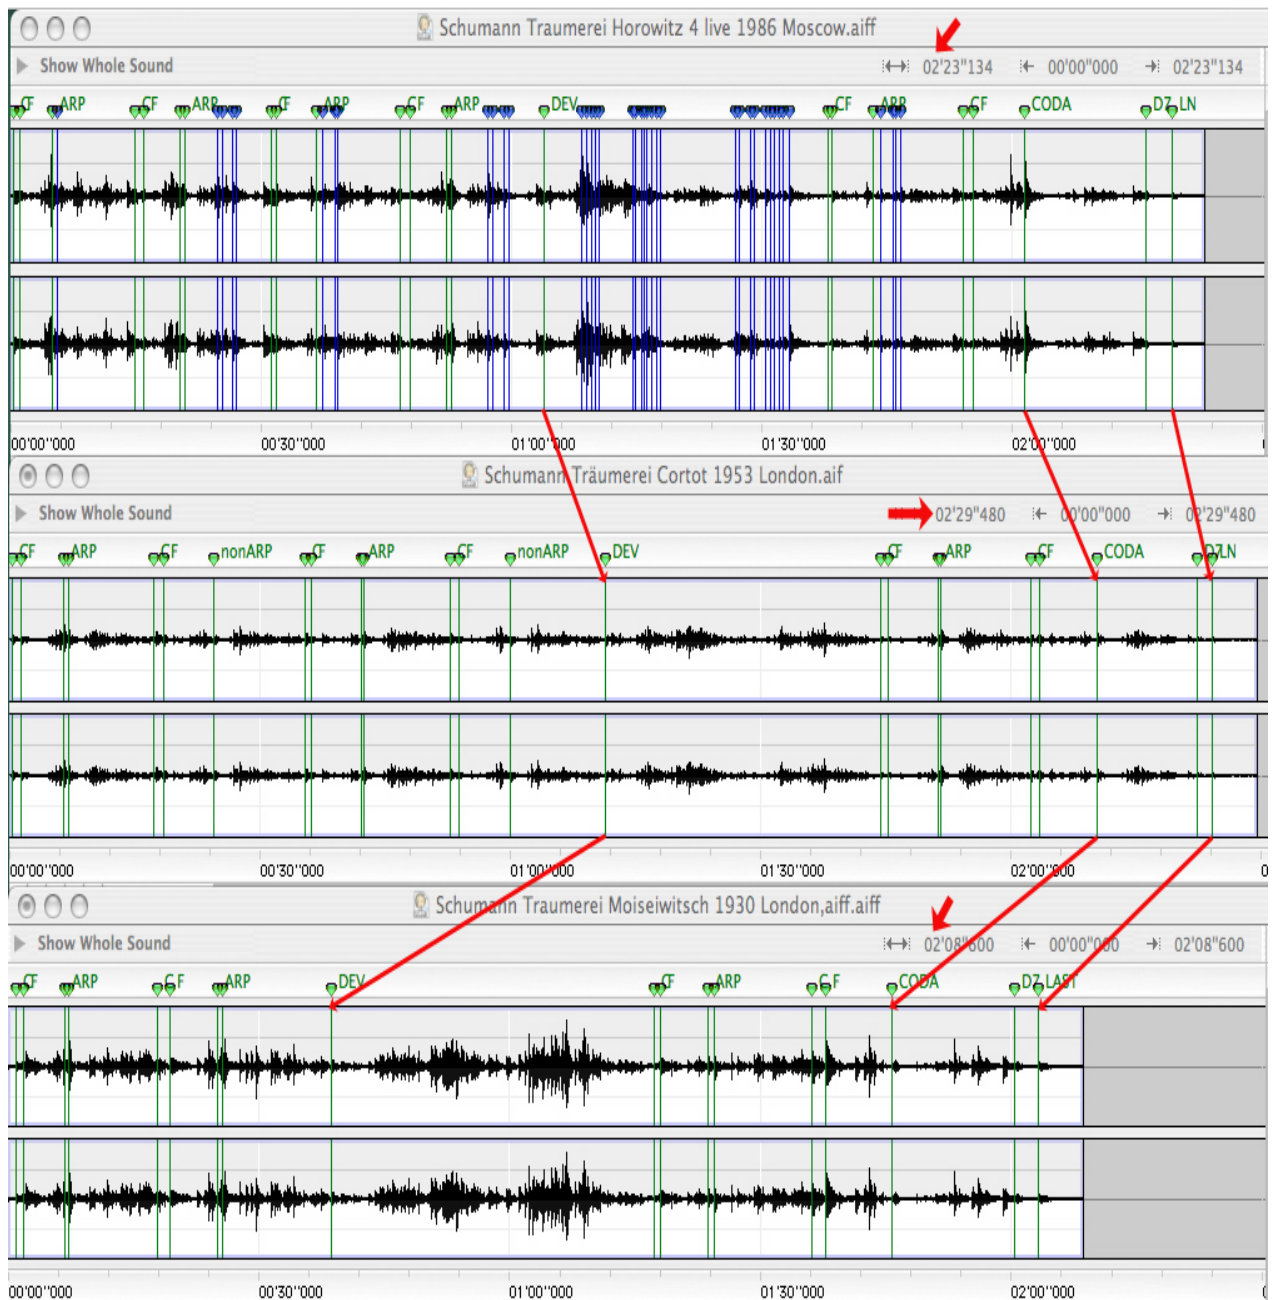 Schumann Traumerei Horowitz 4 live 1986 Moscow.aiff
Show Whole Sound 02'23"134 00'00"000 02'23"134
CF ARP CF ARP CF ARP CF ARP DEV CF ARP CF CODA D7 LN
00'00"000 00'30"000 01'00"000 01'30"000 02'00"000
Schumann Träumerei Cortot 1953 London.aif
Show Whole Sound 02'29"480 00'00"000 02'29"480
CF ARP CF nonARP CF ARP CF nonARP DEV CF ARP CF CODA D7 LN
00'00"000 00'30"000 01'00"000 01'30"000 02'00"000
Schumann Traumerei Moiseiwitsch 1930 London,aiff.aiff
Show Whole Sound 02'08"600 00'00"000 02'08"600
CF ARP C F ARP DEV CF ARP C F CODA D7 LAST
00'00"000 00'30"000 01'00"000 01'30"000 02'00"000